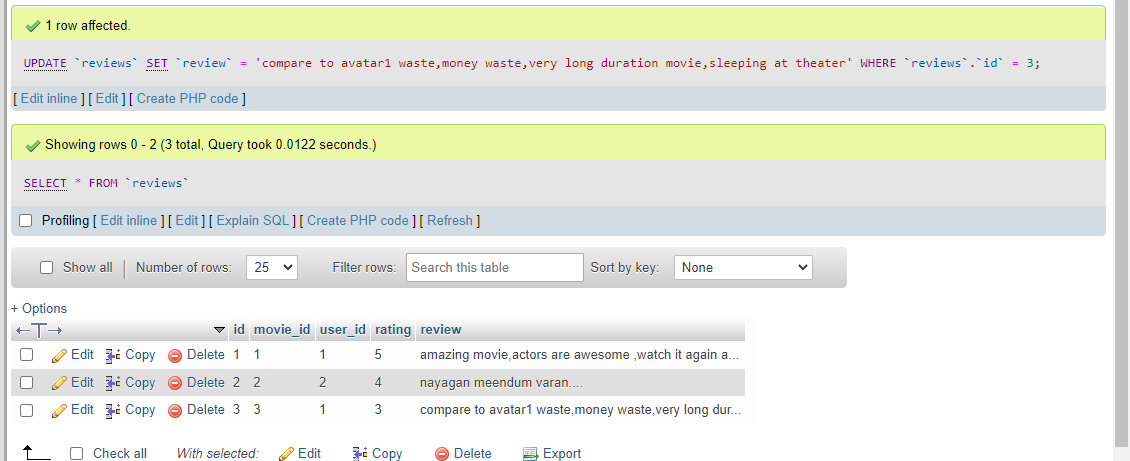 1 row affected.
UPDATE `reviews` SET `review` = 'compare to avatar1 waste,money waste,very long duration movie,sleeping at theater' WHERE `reviews`.`id` = 3;
[ Edit inline ] [ Edit ] [ Create PHP code ]
Showing rows 0 - 2 (3 total, Query took 0.0122 seconds.)
SELECT * FROM `reviews`
Profiling [ Edit inline ] [ Edit ] [ Explain SQL ] [ Create PHP code ] [ Refresh ]
Show all Number of rows: 25 Filter rows: Search this table Sort by key: None
+ Options
←T→ id movie_id user_id rating review
Edit Copy Delete 1 1 1 5 amazing movie,actors are awesome ,watch it again a...
Edit Copy Delete 2 2 2 4 nayagan meendum varan....
Edit Copy Delete 3 3 1 3 compare to avatar1 waste,money waste,very long dur...
Check all With selected: Edit Copy Delete Export